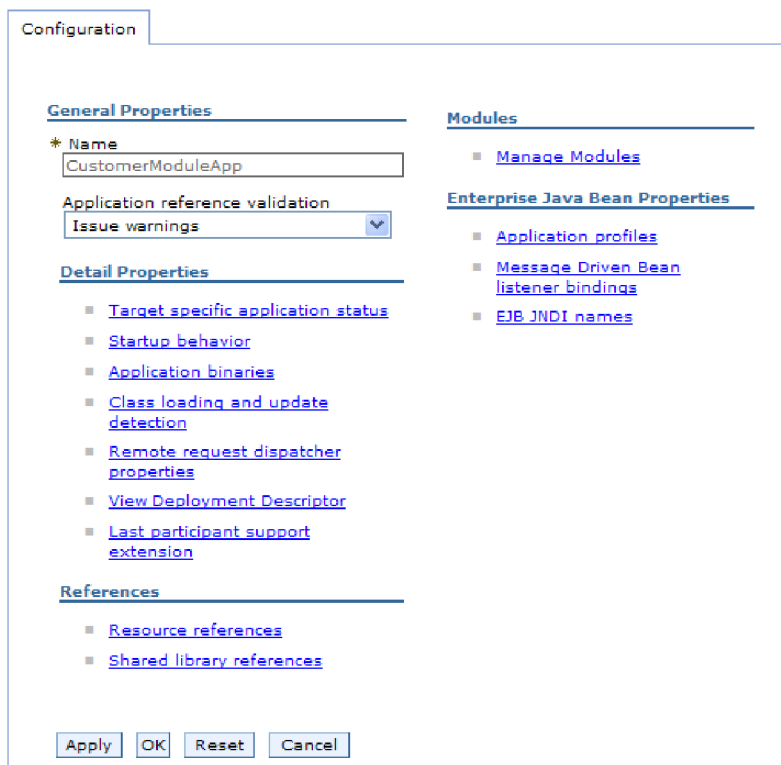 Configuration
General Properties
* Name
CustomerModuleApp
Application reference validation
Issue warnings
Detail Properties
Target specific application status
Startup behavior
Application binaries
Class loading and update
detection
Remote request dispatcher
properties
View Deployment Descriptor
Last participant support
extension
References
Resource references
Shared library references
Modules
Manage Modules
Enterprise Java Bean Properties
Application profiles
Message Driven Bean
listener bindings
EJB JNDI names
Apply OK Reset Cancel